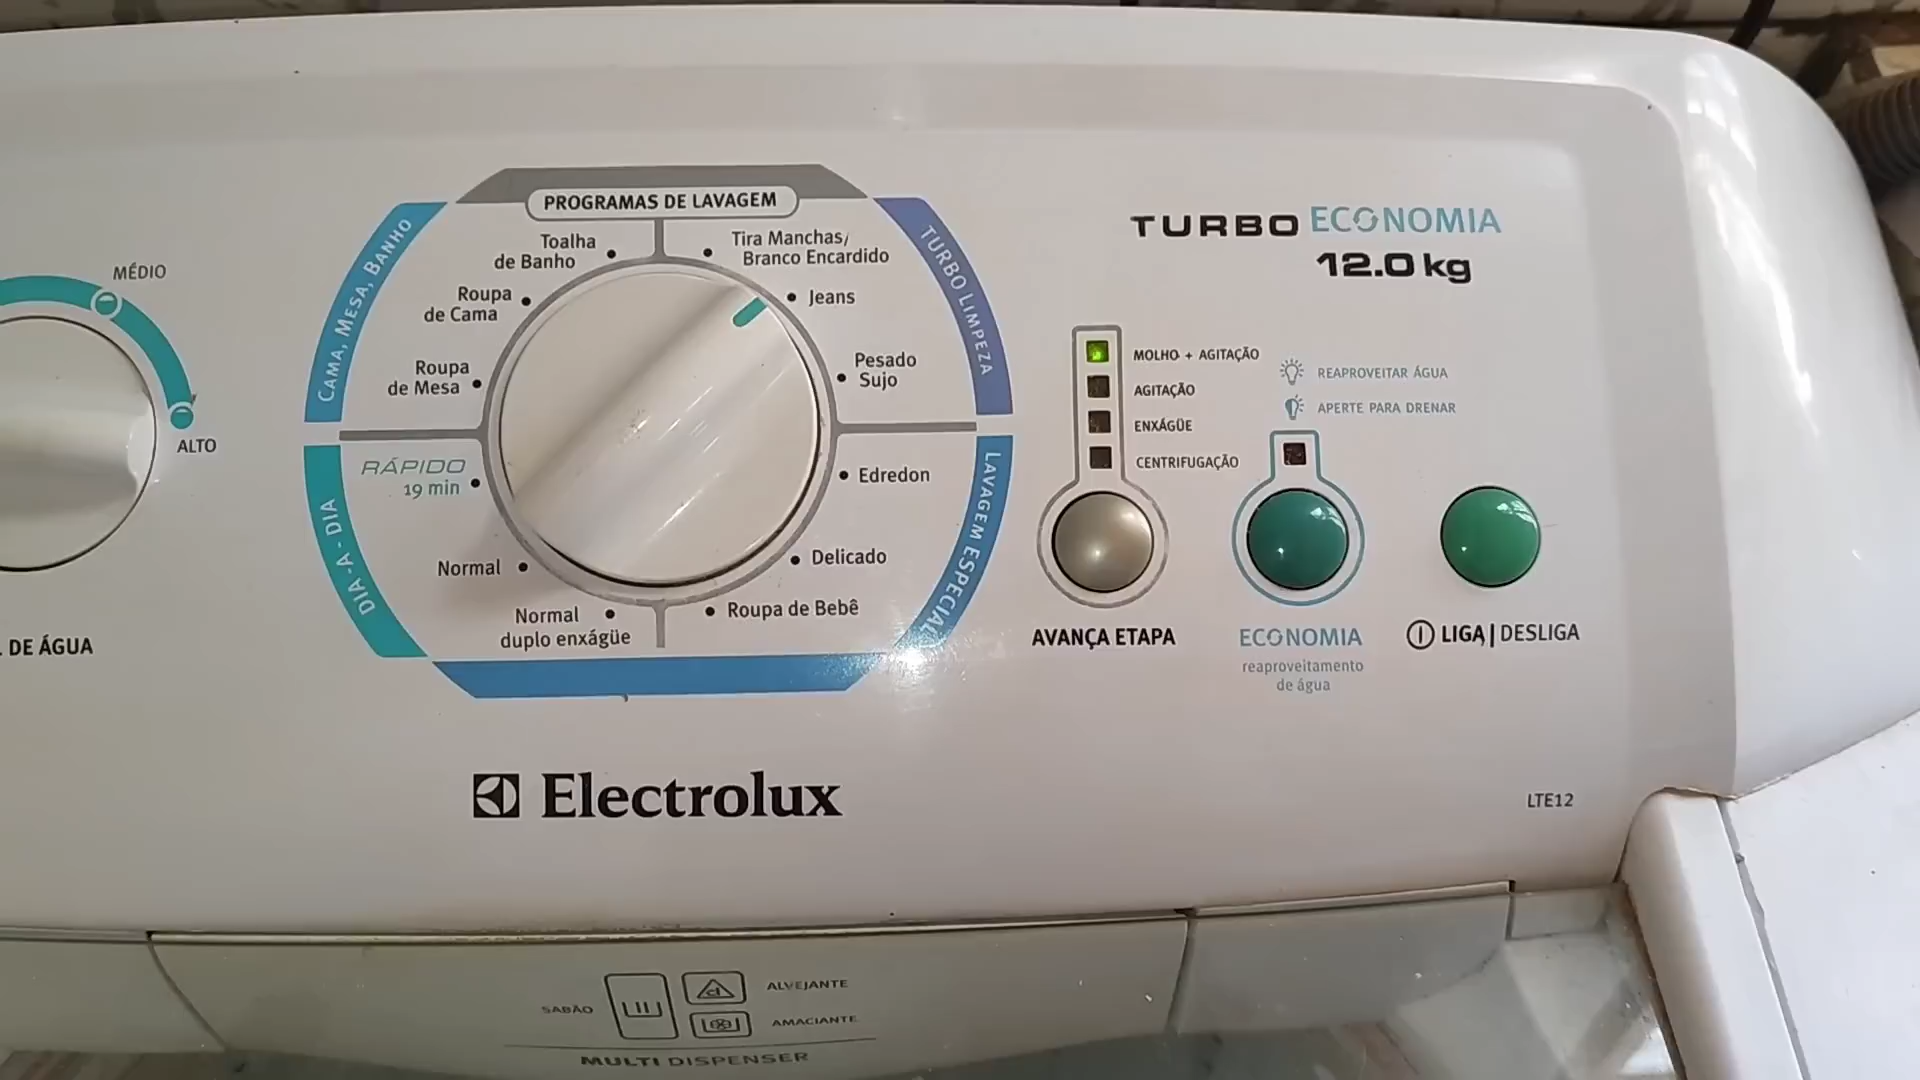 MÉDIO
ALTO
. DE ÁGUA
PROGRAMAS DE LAVAGEM
CAMA, MESA, BANHO
Toalha
de Banho
Roupa
de Cama
Roupa
de Mesa
TURBO LIMPEZA
Tira Manchas/
Branco Encardido
Jeans
Pesado
Sujo
DIA-A-DIA
RÁPIDO
19 min
Normal
Normal
duplo enxágüe
LAVAGEM ESPECIAL
Edredon
Delicado
Roupa de Bebê
TURBO ECONOMIA
12.0 kg
MOLHO + AGITAÇÃO
AGITAÇÃO
ENXÁGÜE
CENTRIFUGAÇÃO
REAPROVEITAR ÁGUA
APERTE PARA DRENAR
AVANÇA ETAPA
ECONOMIA
reaproveitamento
de água
LIGA|DESLIGA
Electrolux
LTE12
SABÃO
ALVEJANTE
AMACIANTE
MULTI DISPENSER